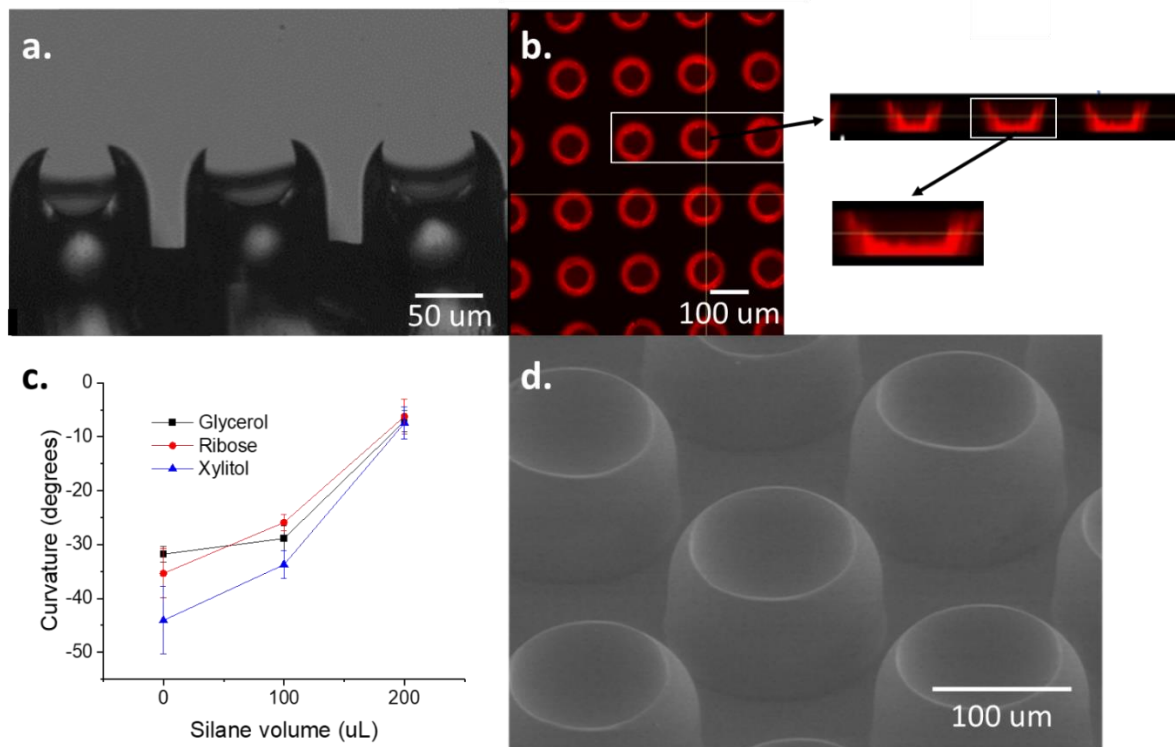 a.
50 um
b.
100 um
c.
0
-10
-20
-30
-40
-50
Curvature (degrees)
Glycerol
Ribose
Xylitol
0
100
200
Silane volume (uL)
d.
100 um